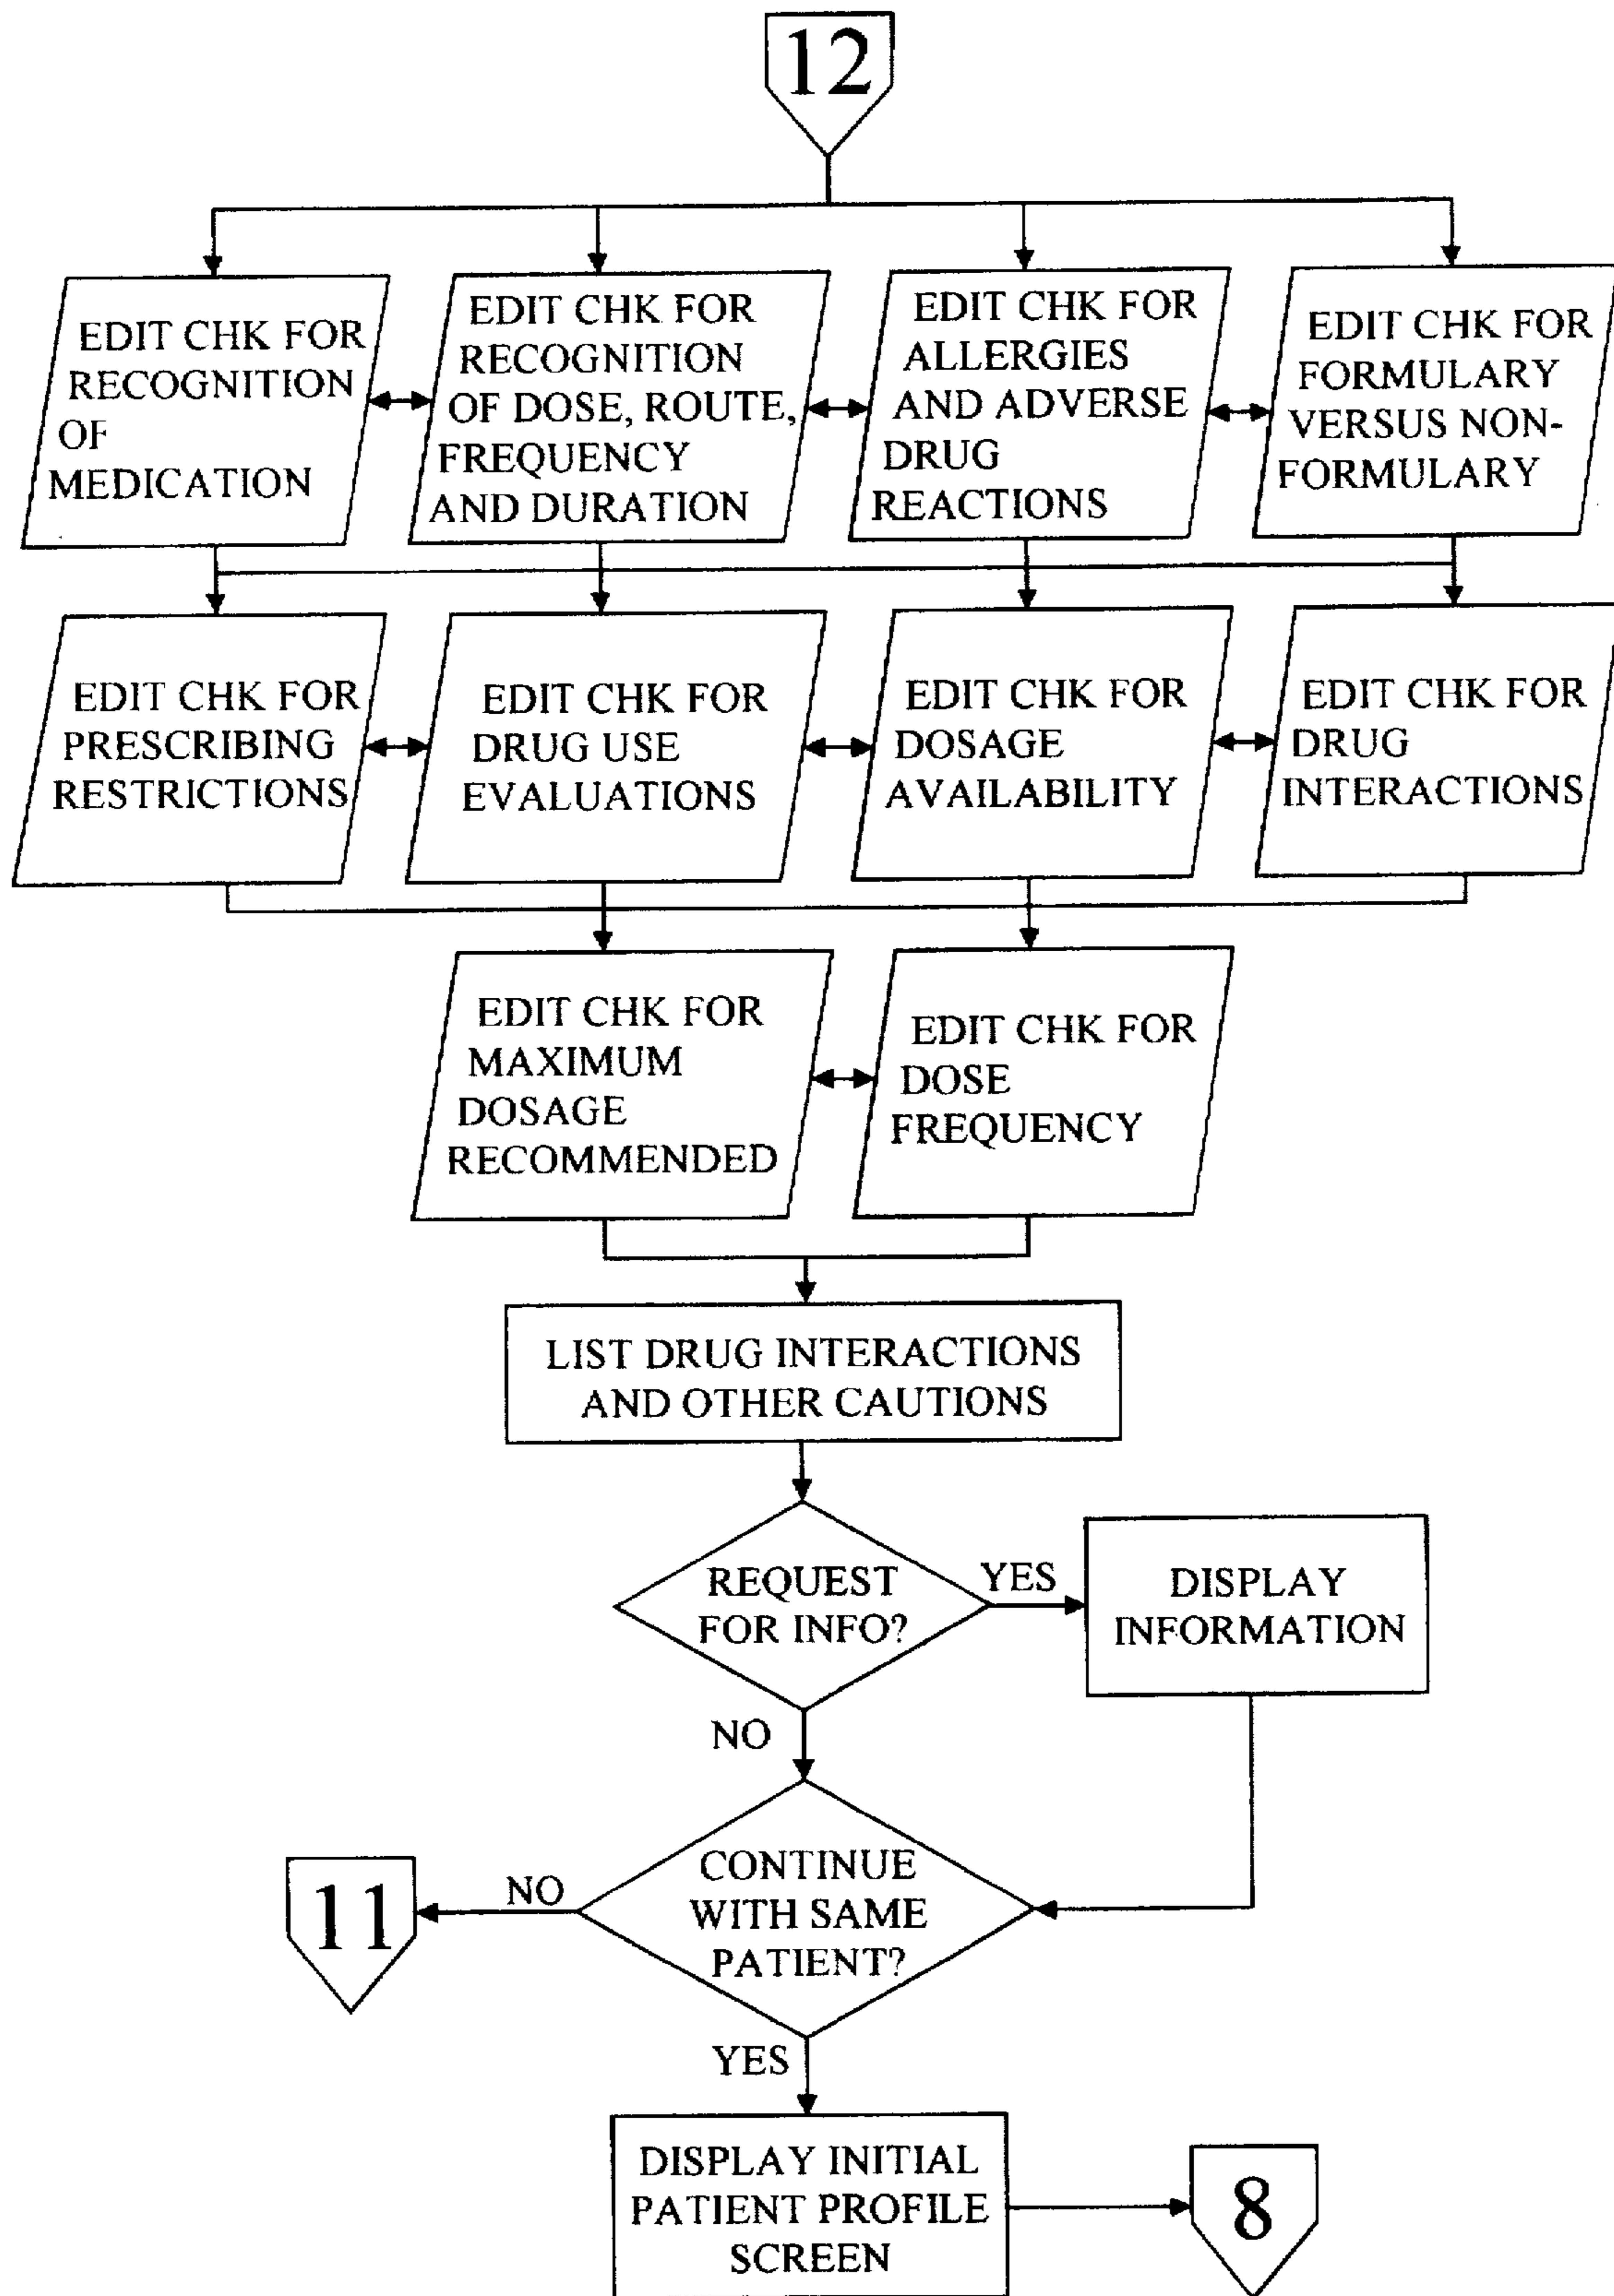 12
EDIT CHK FOR
RECOGNITION
OF
MEDICATION
EDIT CHK FOR
RECOGNITION
OF DOSE, ROUTE,
FREQUENCY
AND DURATION
EDIT CHK FOR
ALLERGIES
AND ADVERSE
DRUG
REACTIONS
EDIT CHK FOR
FORMULARY
VERSUS NON-
FORMULARY
EDIT CHK FOR
PRESCRIBING
RESTRICTIONS
EDIT CHK FOR
DRUG USE
EVALUATIONS
EDIT CHK FOR
DOSAGE
AVAILABILITY
EDIT CHK FOR
DRUG
INTERACTIONS
EDIT CHK FOR
MAXIMUM
DOSAGE
RECOMMENDED
EDIT CHK FOR
DOSE
FREQUENCY
LIST DRUG INTERACTIONS
AND OTHER CAUTIONS
REQUEST
FOR INFO?
YES
DISPLAY
INFORMATION
NO
CONTINUE
WITH SAME
PATIENT?
NO
11
YES
DISPLAY INITIAL
PATIENT PROFILE
SCREEN
8